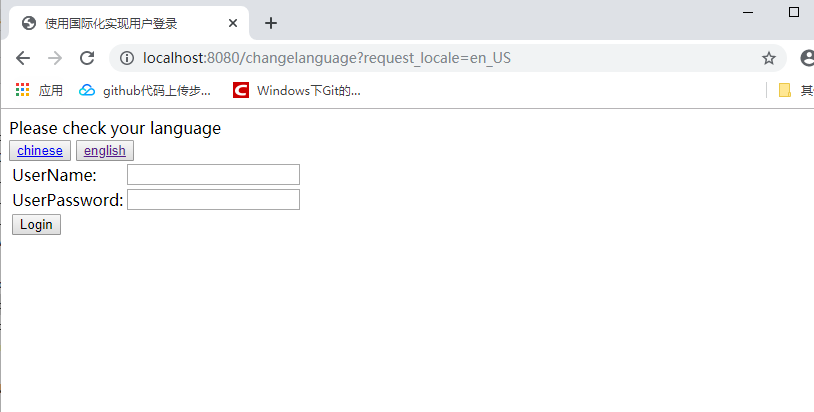 使用国际化实现用户登录
localhost:8080/changelanguage?request_locale=en_US
应用 github代码上传步... Windows下Git的...
Please check your language
chinese english
UserName:
UserPassword:
Login